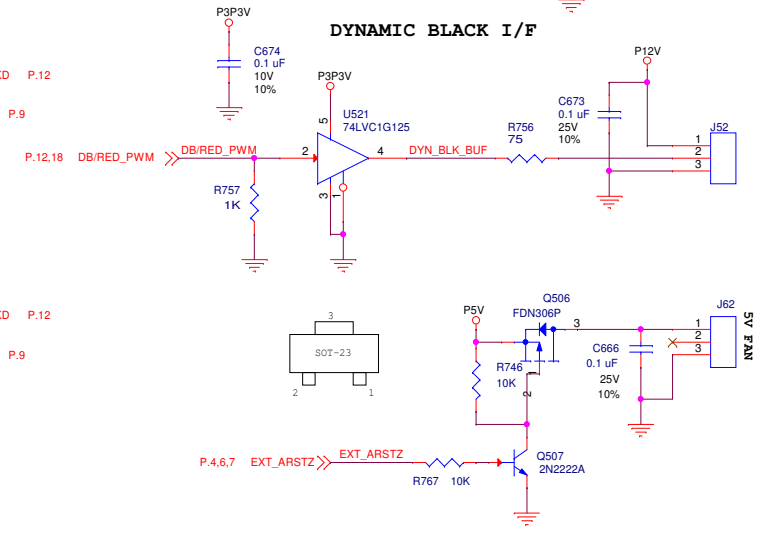 DYNAMIC BLACK I/F
P3P3V
C674
0.1 uF
10V
10%
P.12
P.9
P3P3V
5
U521
74LVC1G125
P.12,18 DB/RED_PWM
DB/RED_PWM
2
4
DYN_BLK_BUF
R756
75
3
1
R757
1K
P12V
C673
0.1 uF
25V
10%
J52
1
2
3
P.12
P.9
3
SOT-23
2
1
P5V
Q506
FDN306P
3
R746
10K
1
2
C666
0.1 uF
25V
10%
J62
1
2
3
5V FAN
P.4,6,7 EXT_ARSTZ
EXT_ARSTZ
R767 10K
Q507
2N2222A